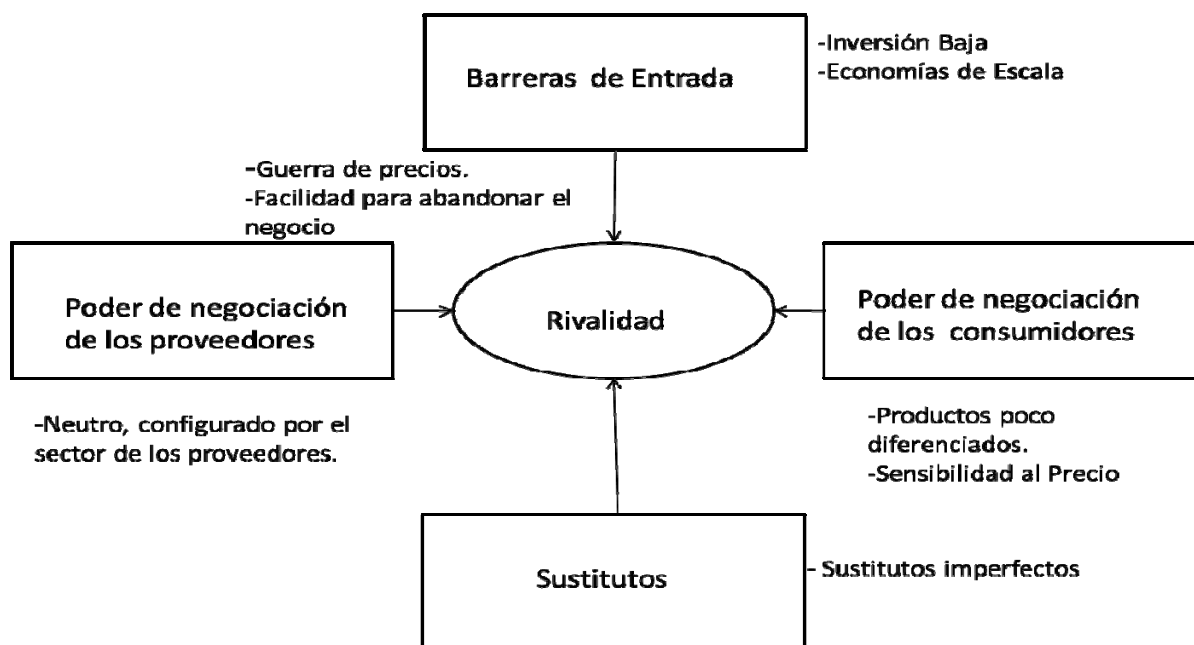 Barreras de Entrada
-Inversión Baja
-Economías de Escala
-Guerra de precios.
-Facilidad para abandonar el
negocio
Poder de negociación
de los proveedores
Rivalidad
Poder de negociación
de los consumidores
-Neutro, configurado por el
sector de los proveedores.
-Productos poco
diferenciados.
-Sensibilidad al Precio
Sustitutos
- Sustitutos imperfectos